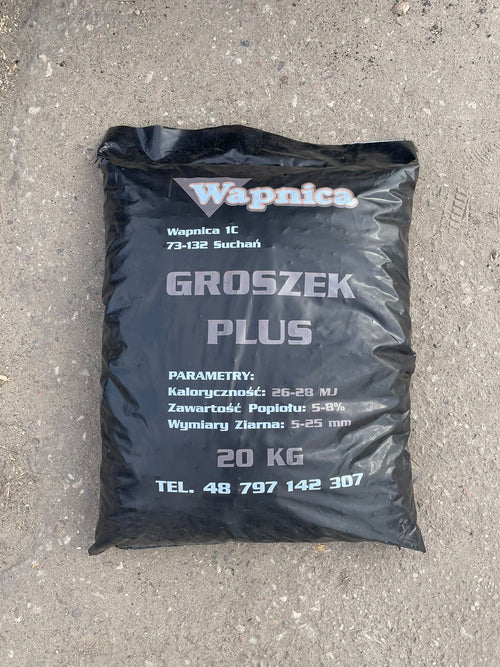 Wapnica
Wapnica 1C
73-132 Suchań
GROSZEK
PLUS
PARAMETRY:
Kaloryczność: 26-28 MJ
Zawartość Popiołu: 5-8%
Wymiary Ziarna: 5-25 mm
20 KG
TEL. 48 797 142 307